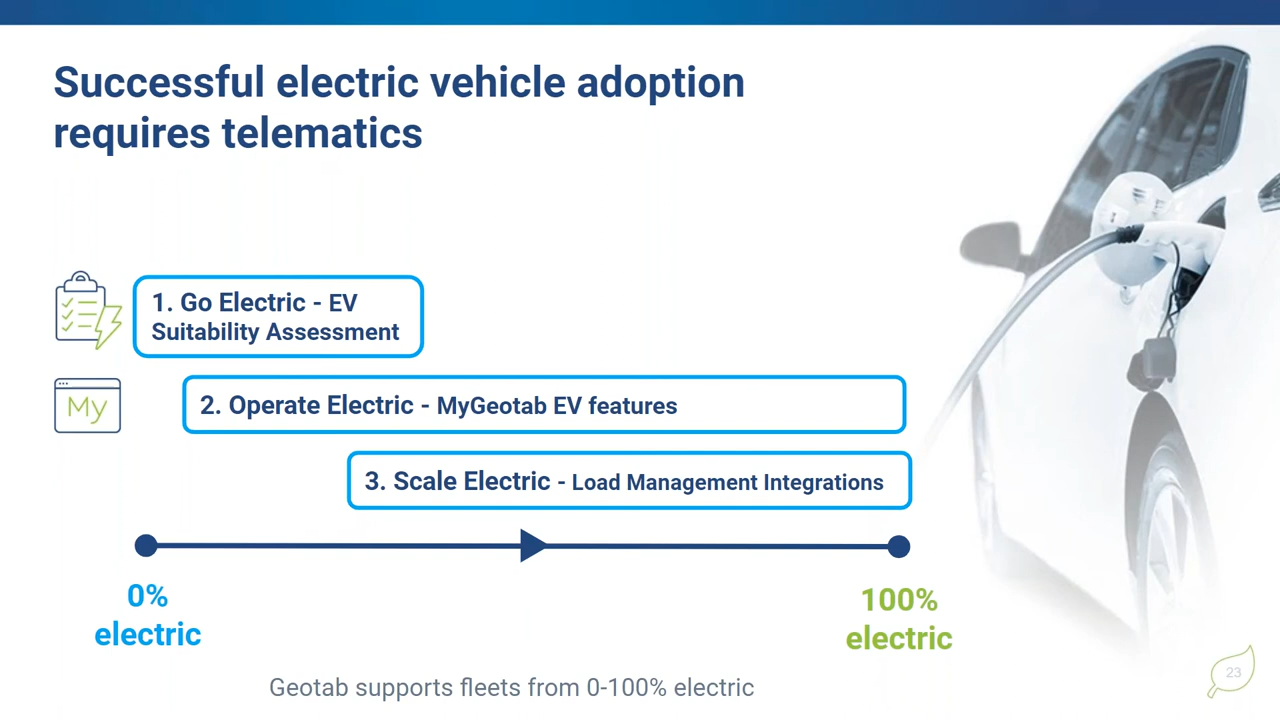 Successful electric vehicle adoption
requires telematics
1. Go Electric - EV
Suitability Assessment
My
2. Operate Electric - MyGeotab EV features
3. Scale Electric - Load Management Integrations
0%
electric
100%
electric
Geotab supports fleets from 0-100% electric
23